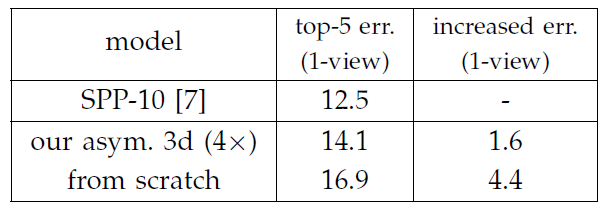 model top-5 err. (1-view) increased err. (1-view)
SPP-10 [7] 12.5 -
our asym. 3d (4×) 14.1 1.6
from scratch 16.9 4.4